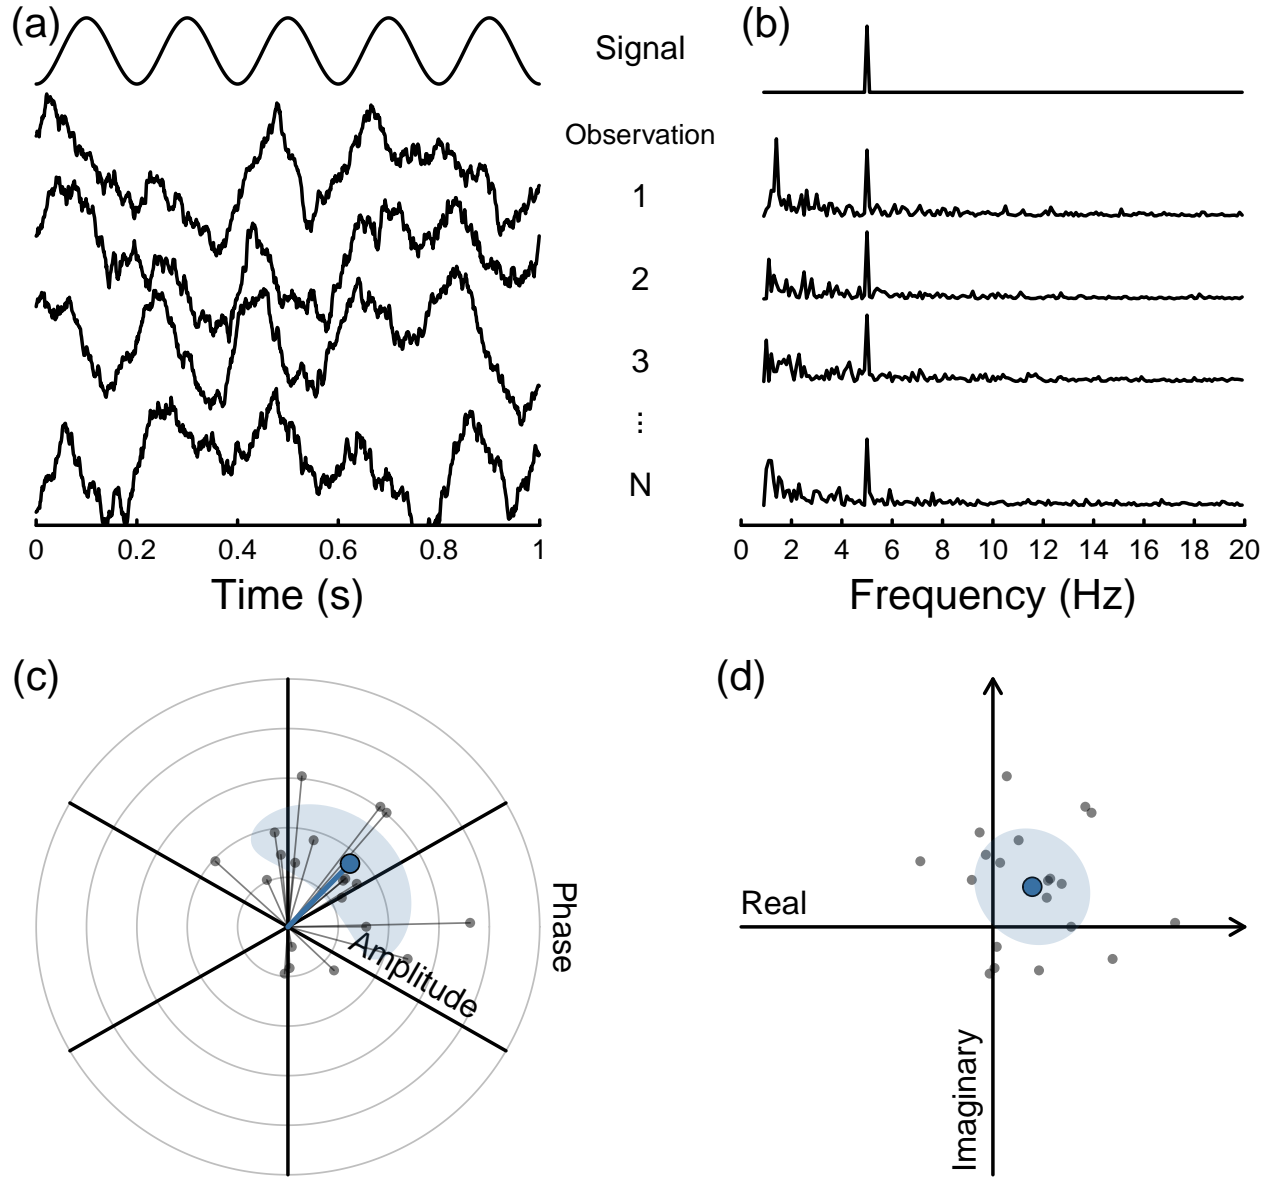 (a)
(b)
Signal
Observation
1
2
3
...
N
0 0.2 0.4 0.6 0.8 1
Time (s)
0 2 4 6 8 10 12 14 16 18 20
Frequency (Hz)
(c)
(d)
Phase
Amplitude
Real
Imaginary